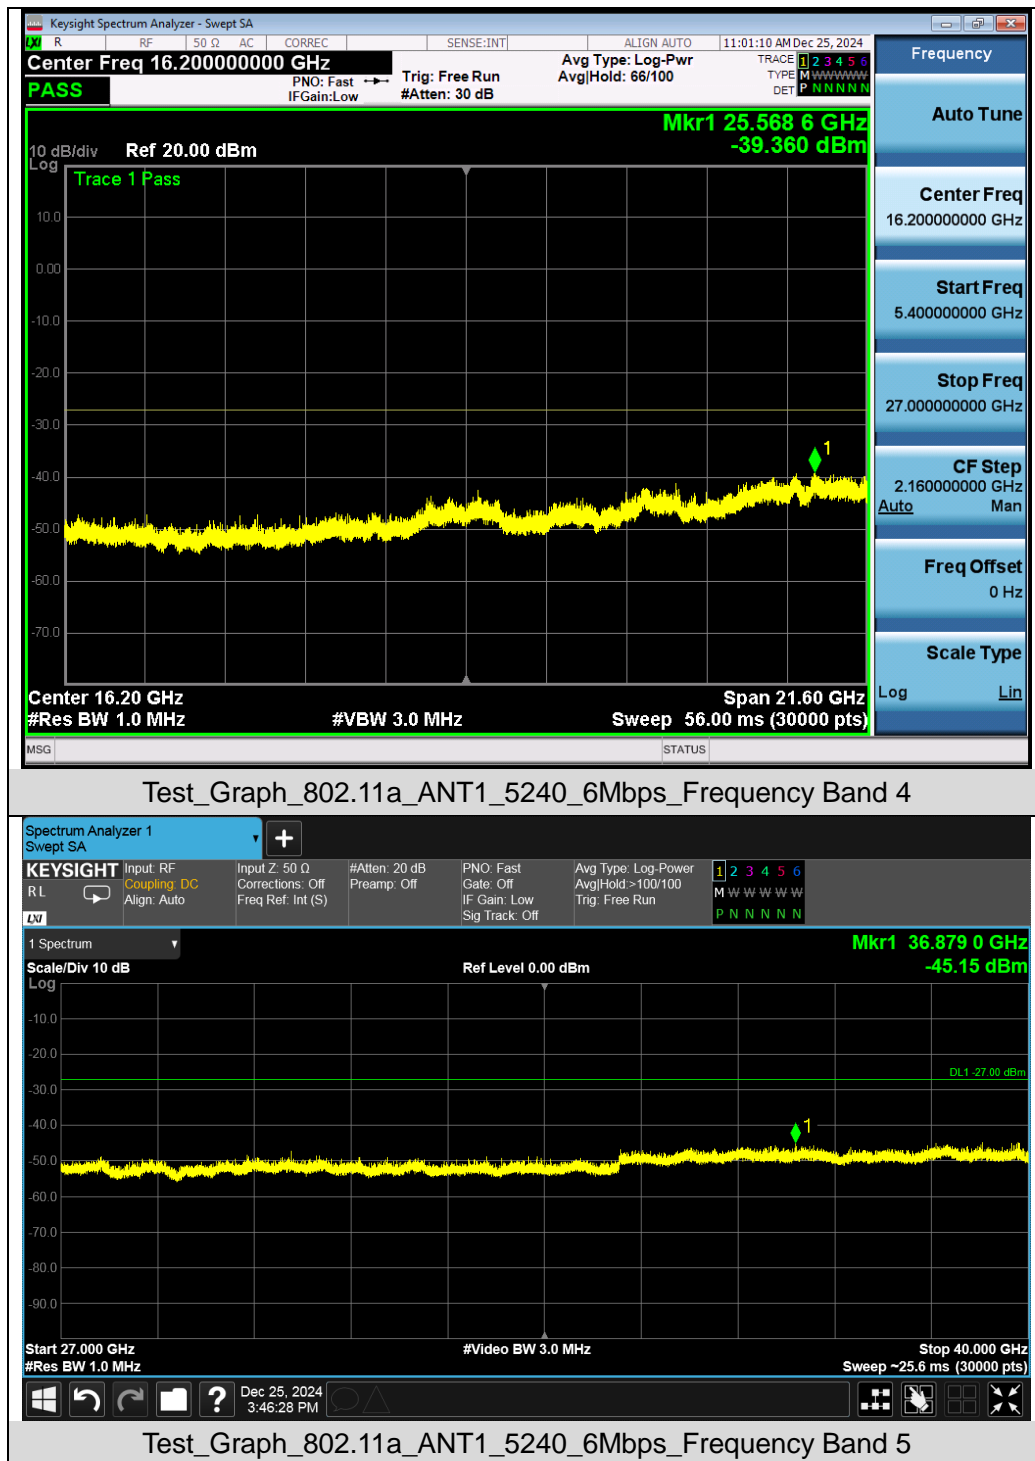 Keysight Spectrum Analyzer - Swept SA
LXI R RF 50 Ω AC CORREC SENSE:INT ALIGN AUTO 11:01:10 AM Dec 25, 2024
Center Freq 16.200000000 GHz
PASS
PNO: Fast
IFGain:Low
Trig: Free Run
#Atten: 30 dB
Avg Type: Log-Pwr
Avg|Hold: 66/100
TRACE 1 2 3 4 5 6
TYPE M W W W W W
DET P N N N N N
Mkr1 25.568 6 GHz
-39.360 dBm
10 dB/div Ref 20.00 dBm
Log
Trace 1 Pass
10.0
0.00
-10.0
-20.0
-30.0
-40.0
-50.0
-60.0
-70.0
1
Center 16.20 GHz Span 21.60 GHz
#Res BW 1.0 MHz #VBW 3.0 MHz Sweep 56.00 ms (30000 pts)
MSG STATUS
Frequency
Auto Tune
Center Freq
16.200000000 GHz
Start Freq
5.400000000 GHz
Stop Freq
27.000000000 GHz
CF Step
2.160000000 GHz
Auto Man
Freq Offset
0 Hz
Scale Type
Log Lin
Test_Graph_802.11a_ANT1_5240_6Mbps_Frequency Band 4
Spectrum Analyzer 1
Swept SA
+
KEYSIGHT
RL
LXI
Input: RF
Coupling: DC
Align: Auto
Input Z: 50 Ω
Corrections: Off
Freq Ref: Int (S)
#Atten: 20 dB
Preamp: Off
PNO: Fast
Gate: Off
IF Gain: Low
Sig Track: Off
Avg Type: Log-Power
Avg|Hold:>100/100
Trig: Free Run
1 2 3 4 5 6
M W W W W W
P N N N N N
1 Spectrum
Mkr1 36.879 0 GHz
-45.15 dBm
Scale/Div 10 dB Ref Level 0.00 dBm
Log
-10.0
-20.0
DL1 -27.00 dBm
-30.0
-40.0
1
-50.0
-60.0
-70.0
-80.0
-90.0
Start 27.000 GHz #Video BW 3.0 MHz Stop 40.000 GHz
#Res BW 1.0 MHz Sweep ~25.6 ms (30000 pts)
?
Dec 25, 2024
3:46:28 PM
Test_Graph_802.11a_ANT1_5240_6Mbps_Frequency Band 5